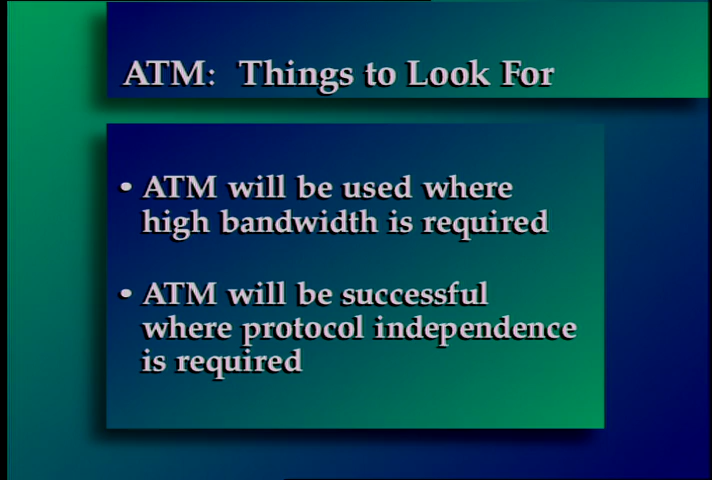 ATM:  Things to Look For
• ATM will be used where
high bandwidth is required
• ATM will be successful
where protocol independence
is required